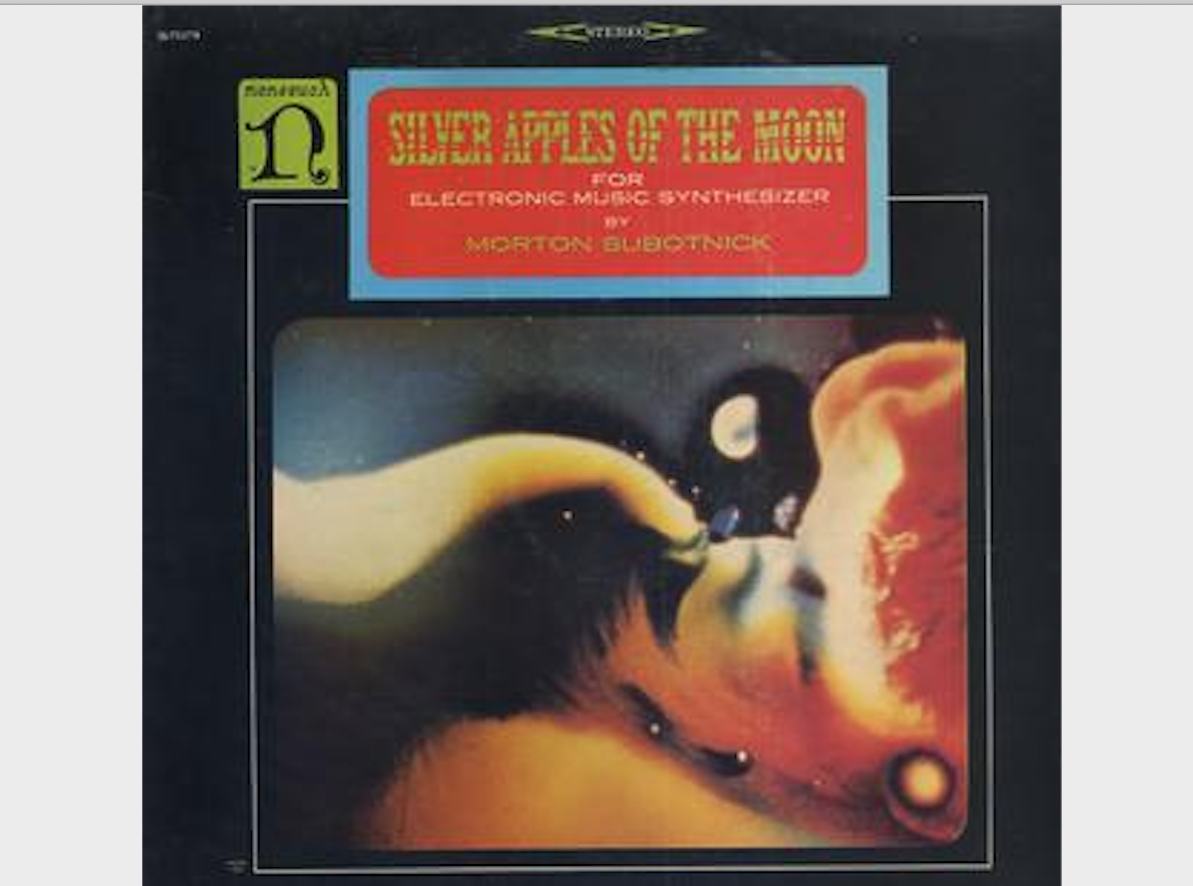 STEREO
nonesuch
n
SILVER APPLES OF THE MOON
FOR
ELECTRONIC MUSIC SYNTHESIZER
BY
MORTON SUBOTNICK